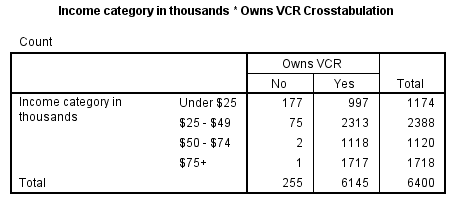 Income category in thousands * Owns VCR Crosstabulation
Count
Owns VCR
No Yes Total
Income category in thousands Under $25 177 997 1174
$25 - $49 75 2313 2388
$50 - $74 2 1118 1120
$75+ 1 1717 1718
Total 255 6145 6400